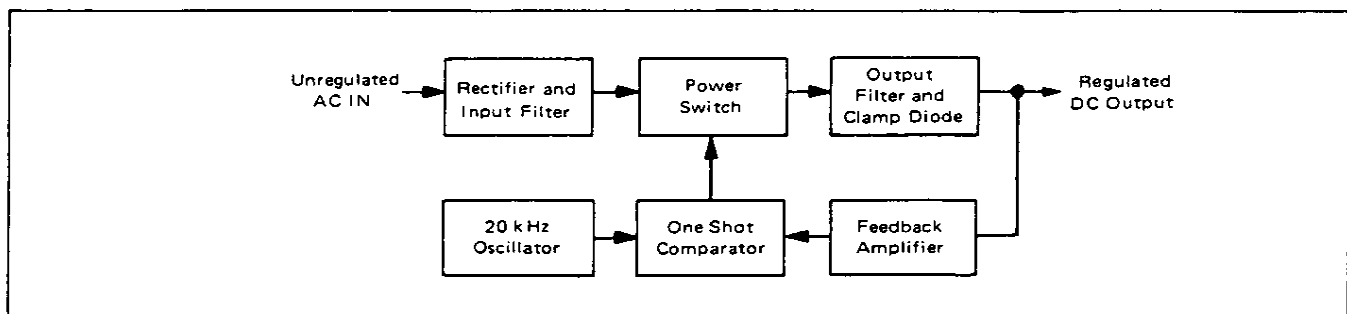 Unregulated
AC IN
Rectifier and
Input Filter
Power
Switch
Output
Filter and
Clamp Diode
Regulated
DC Output
20 kHz
Oscillator
One Shot
Comparator
Feedback
Amplifier